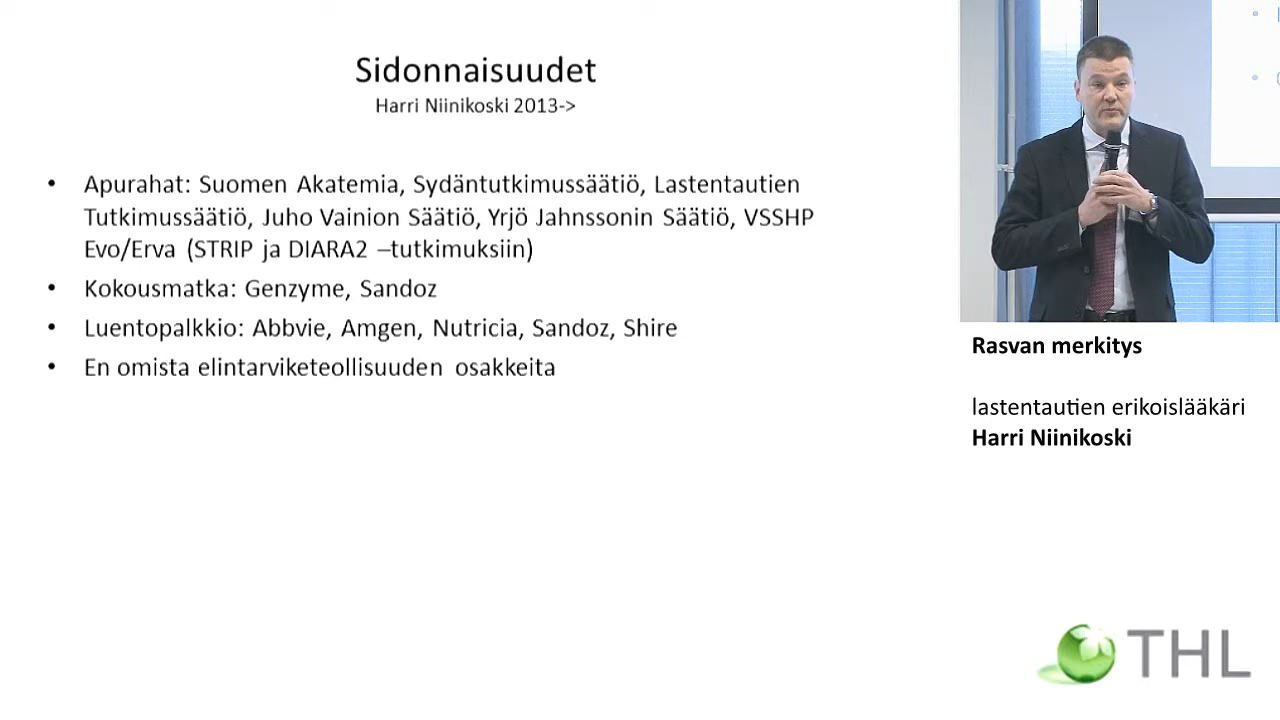 Sidonnaisuudet
Harri Niinikoski 2013->
• Apurahat: Suomen Akatemia, Sydäntutkimussäätiö, Lastentautien
Tutkimussäätiö, Juho Vainion Säätiö, Yrjö Jahnssonin Säätiö, VSSHP
Evo/Erva (STRIP ja DIARA2 –tutkimuksiin)
• Kokousmatka: Genzyme, Sandoz
• Luentopalkkio: Abbvie, Amgen, Nutricia, Sandoz, Shire
• En omista elintarviketeollisuuden osakkeita
Rasvan merkitys
lastentautien erikoislääkäri
Harri Niinikoski
THL